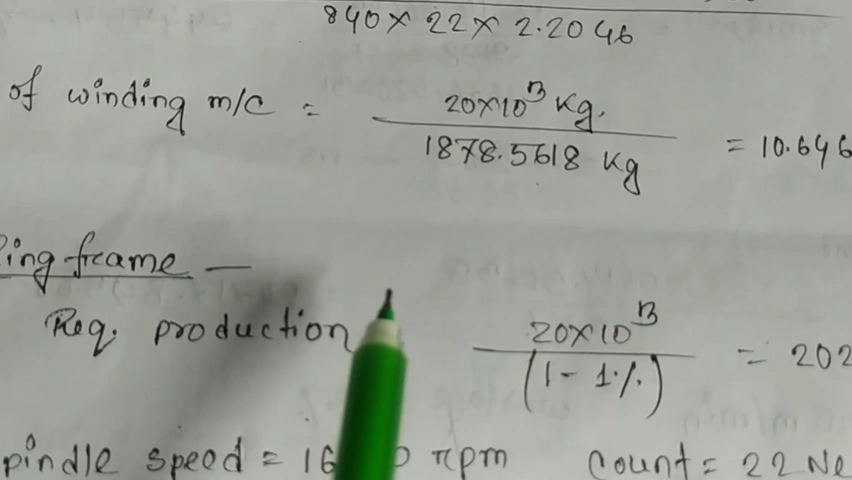 840 × 22 × 2.2046
of winding m/c = 20×10³ Kg. / 1878.5618 Kg = 10.646
ing frame —
Req. production 20×10³ / (1 - 1%) = 202
pindle speed = 16 0 rpm count = 22 Ne